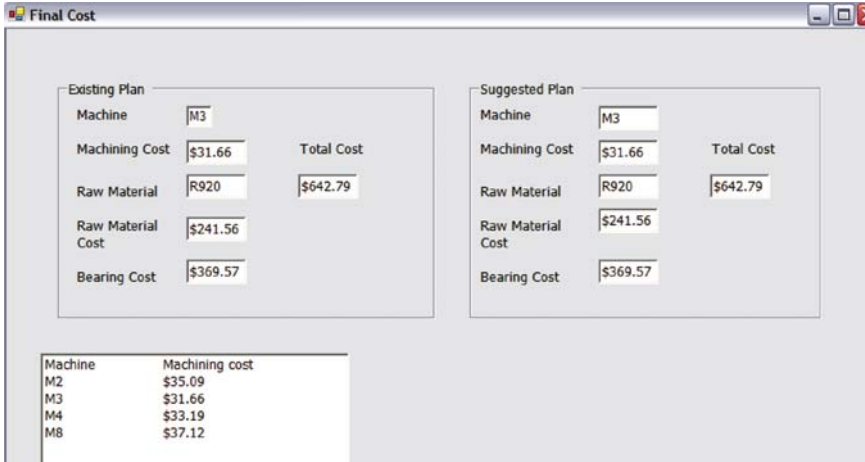 Final Cost
Existing Plan
Machine M3
Machining Cost $31.66 Total Cost
Raw Material R920 $642.79
Raw Material
Cost $241.56
Bearing Cost $369.57
Suggested Plan
Machine M3
Machining Cost $31.66 Total Cost
Raw Material R920 $642.79
Raw Material
Cost $241.56
Bearing Cost $369.57
Machine Machining cost
M2 $35.09
M3 $31.66
M4 $33.19
M8 $37.12